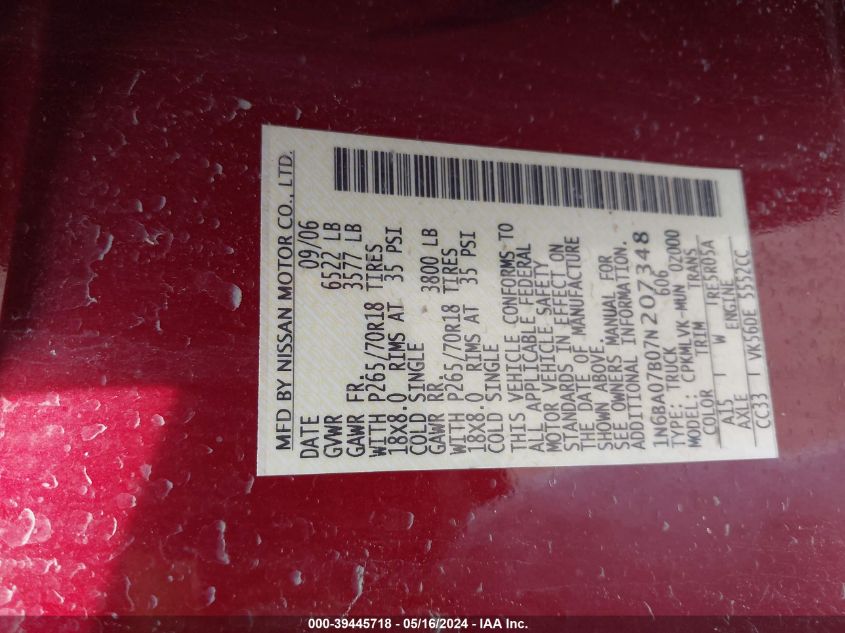 MFD BY NISSAN MOTOR CO., LTD.
DATE 09/06
GVWR 6522 LB
GAWR FR. 3577 LB
WITH P265/70R18 TIRES
18X8.0 RIMS AT 35 PSI
COLD SINGLE
GAWR RR. 3800 LB
WITH P265/70R18 TIRES
18X8.0 RIMS AT 35 PSI
COLD SINGLE
THIS VEHICLE CONFORMS TO
ALL APPLICABLE FEDERAL
MOTOR VEHICLE SAFETY
STANDARDS IN EFFECT ON
THE DATE OF MANUFACTURE
SHOWN ABOVE.
SEE OWNERS MANUAL FOR
ADDITIONAL INFORMATION.
1N6BA07B07N207348
TYPE: TRUCK 606
MODEL: CPKMLVK-MUN 02000
COLOR TRIM TRANS
A15 W RE5R05A
AXLE ENGINE
CC33 VK56DE 5552CC
000-39445718 - 05/16/2024 - IAA Inc.